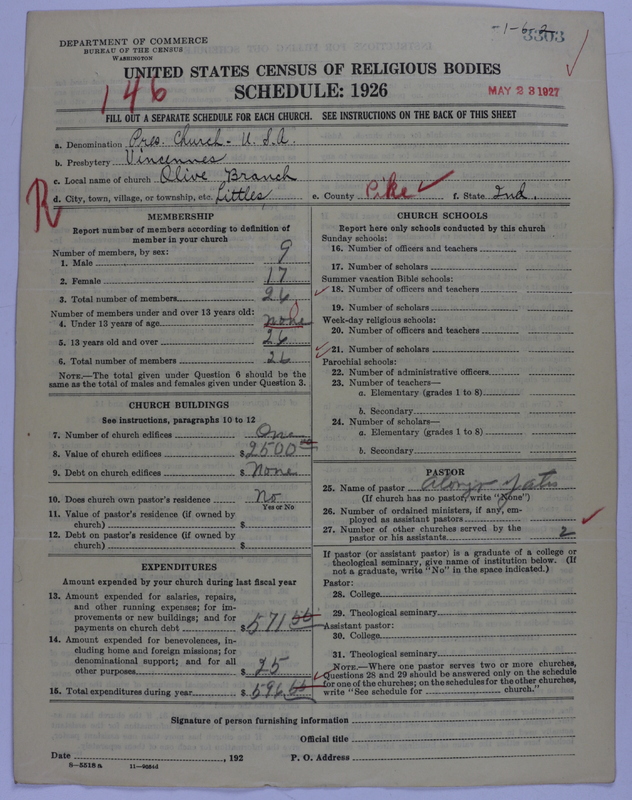 -1-6-2
3303
DEPARTMENT OF COMMERCE
BUREAU OF THE CENSUS
WASHINGTON
UNITED STATES CENSUS OF RELIGIOUS BODIES
SCHEDULE: 1926
146
MAY 23 1927
FILL OUT A SEPARATE SCHEDULE FOR EACH CHURCH. SEE INSTRUCTIONS ON THE BACK OF THIS SHEET
a. Denomination Pres. Church - U.S.A.
b. Presbytery Vincennes
c. Local name of church Olive Branch
R
d. City, town, village, or township, etc. Littles e. County Pike f. State Ind.
MEMBERSHIP
Report number of members according to definition of
member in your church
Number of members, by sex:
1. Male 9
2. Female 17
3. Total number of members 26
Number of members under and over 13 years old:
4. Under 13 years of age none
5. 13 years old and over 26
6. Total number of members 26
NOTE.—The total given under Question 6 should be
same as the total of males and females given under Question 3.
CHURCH BUILDINGS
See instructions, paragraphs 10 to 12
7. Number of church edifices One
8. Value of church edifices $2500 00
9. Debt on church edifices $ None
10. Does church own pastor's residence No
Yes or No
11. Value of pastor's residence (if owned by
church) $
12. Debt on pastor's residence (if owned by
church) $
EXPENDITURES
Amount expended by your church during last fiscal year
13. Amount expended for salaries, repairs,
and other running expenses; for im-
provements or new buildings; and for
payments on church debt $571
14. Amount expended for benevolences, in-
cluding home and foreign missions; for
denominational support; and for all
other purposes $25
15. Total expenditures during year $596
CHURCH SCHOOLS
Report here only schools conducted by this church
Sunday schools:
16. Number of officers and teachers
17. Number of scholars
Summer vacation Bible schools:
18. Number of officers and teachers
19. Number of scholars
Week-day religious schools:
20. Number of officers and teachers
21. Number of scholars
Parochial schools:
22. Number of administrative officers
23. Number of teachers—
a. Elementary (grades 1 to 8)
b. Secondary
24. Number of scholars—
a. Elementary (grades 1 to 8)
b. Secondary
PASTOR
25. Name of pastor Alonzo Yates
(If church has no pastor, write "None")
26. Number of ordained ministers, if any, em-
ployed as assistant pastors
27. Number of other churches served by the
pastor or his assistants 2
If pastor (or assistant pastor) is a graduate of a college or
theological seminary, give name of institution below. (If
not a graduate, write "No" in the space indicated.)
Pastor:
28. College
29. Theological seminary
Assistant pastor:
30. College
31. Theological seminary
NOTE.—Where one pastor serves two or more churches,
Questions 28 and 29 should be answered only on the schedule
for one of the churches; on the schedules for the other churches,
write "See schedule for church."
Signature of person furnishing information
Official title
Date , 192 P. O. Address
8—5518 a 11—9664d